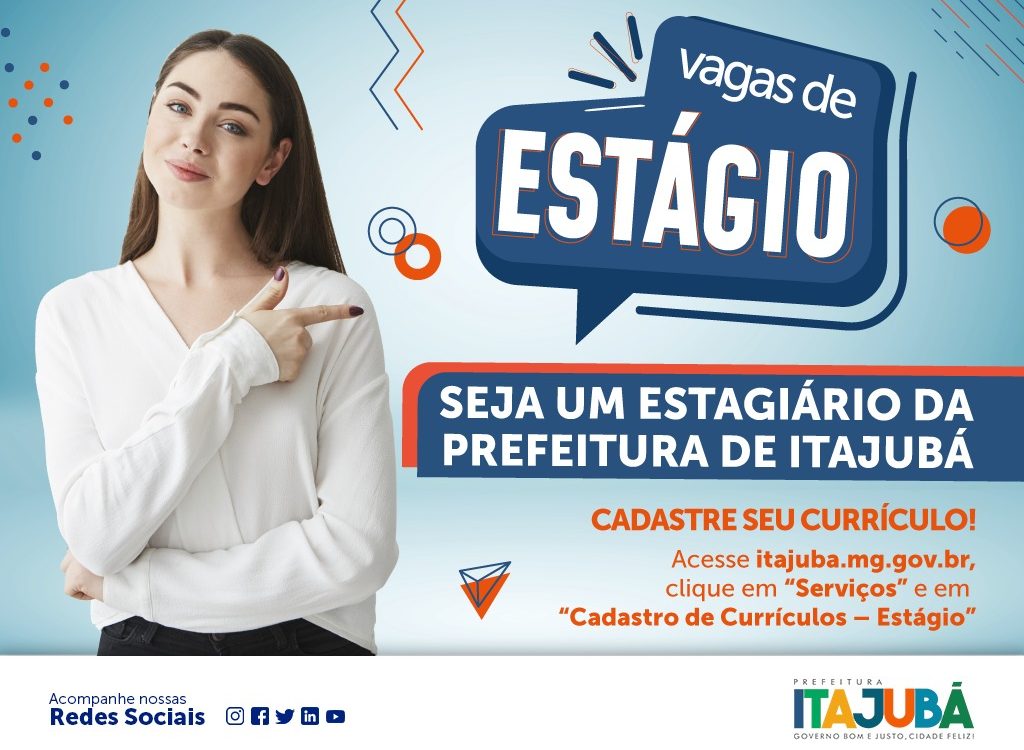 vagas de
ESTÁGIO
SEJA UM ESTAGIÁRIO DA
PREFEITURA DE ITAJUBÁ
CADASTRE SEU CURRÍCULO!
Acesse itajuba.mg.gov.br,
clique em “Serviços” e em
“Cadastro de Currículos – Estágio”
Acompanhe nossas
Redes Sociais
PREFEITURA
ITAJUBÁ
GOVERNO BOM E JUSTO, CIDADE FELIZ!